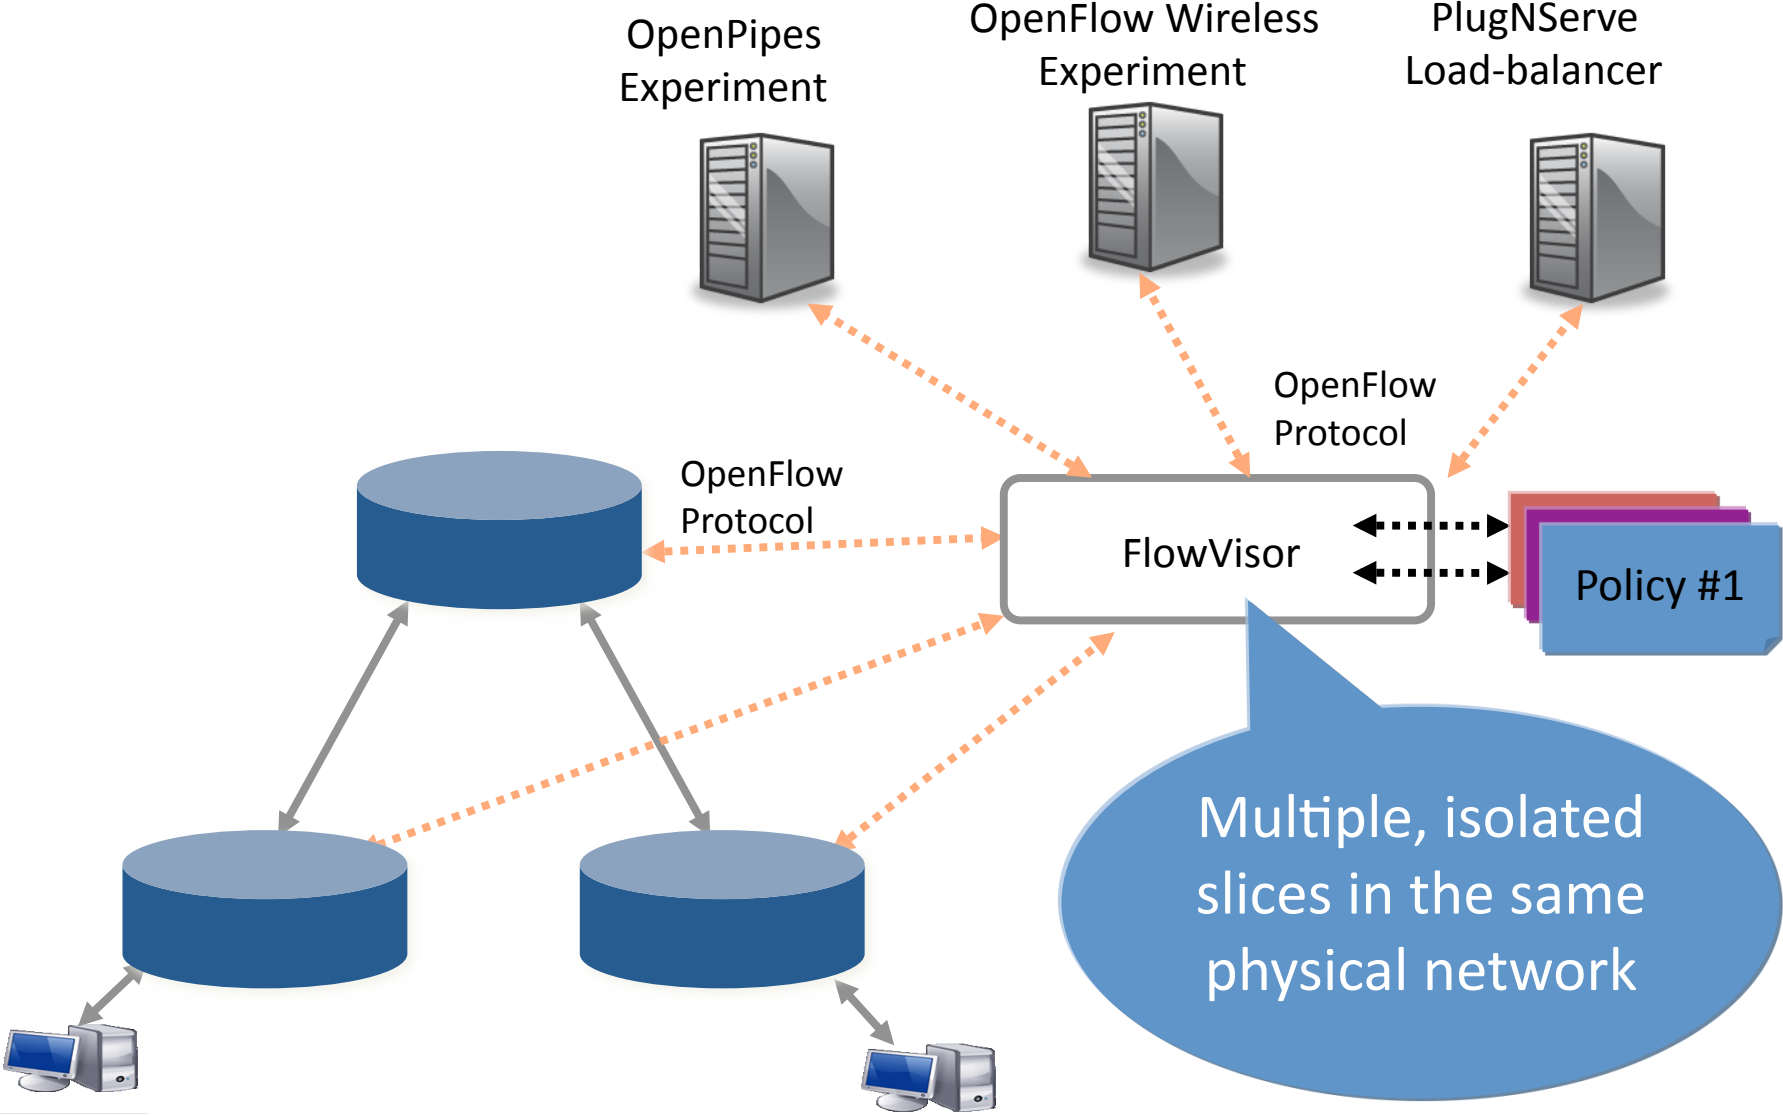 OpenPipes
Experiment
OpenFlow Wireless
Experiment
PlugNServe
Load-balancer
OpenFlow
Protocol
OpenFlow
Protocol
FlowVisor
Policy #1
Multiple, isolated
slices in the same
physical network